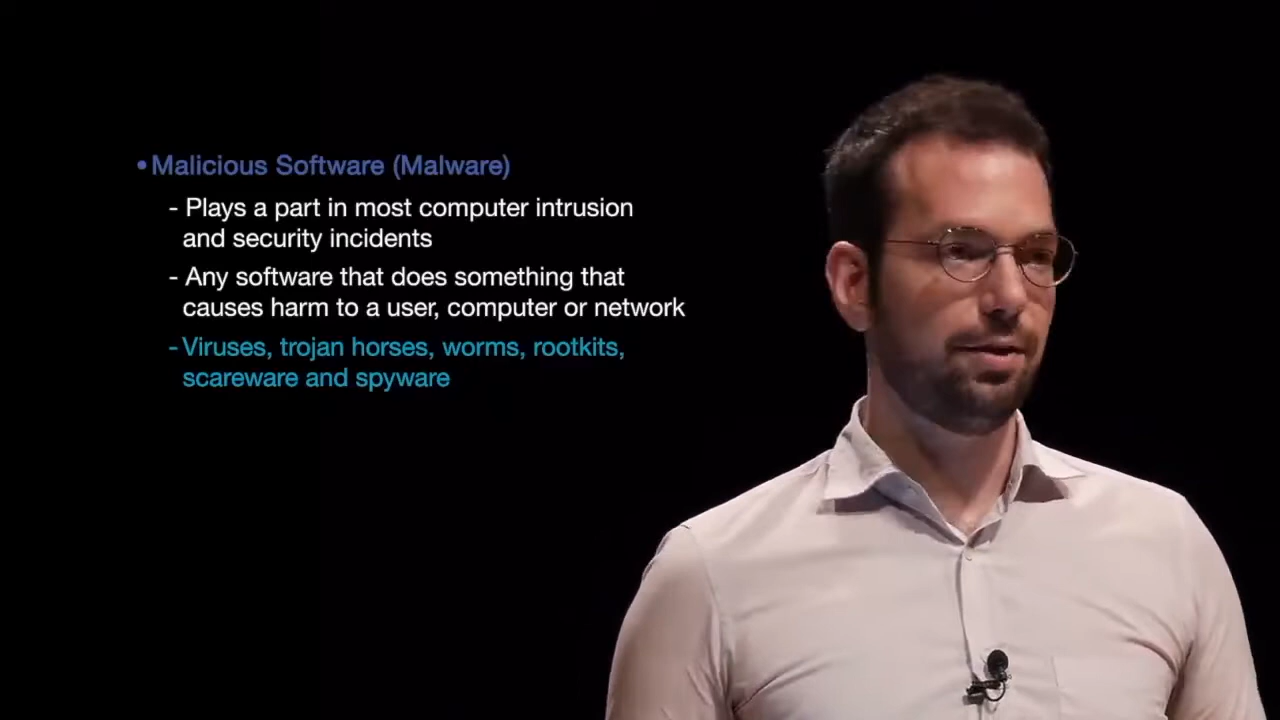 •Malicious Software (Malware)
- Plays a part in most computer intrusion
and security incidents
- Any software that does something that
causes harm to a user, computer or network
- Viruses, trojan horses, worms, rootkits,
scareware and spyware